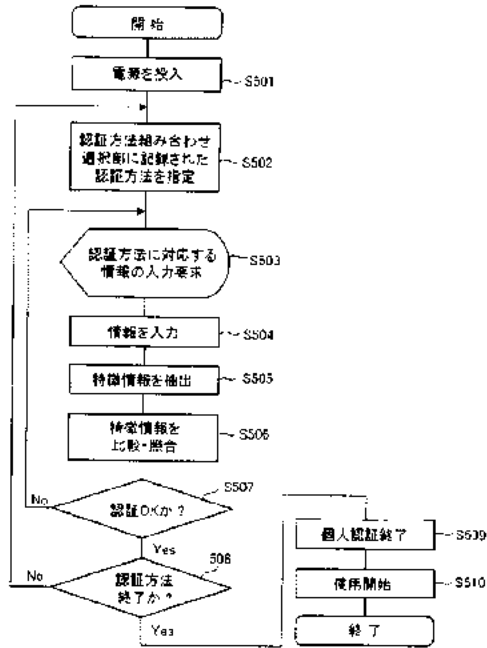 開始
電源を投入
S501
認証方法組み合わせ
選択部に記録された
認証方法を指定
S502
認証方法に対応する
情報の入力要求
S503
情報を入力
S504
特徴情報を抽出
S505
特徴情報を
比較・照合
S506
認証OKか?
S507
No
Yes
認証方法
終了か?
508
No
Yes
個人認証終了
S509
使用開始
S510
終了